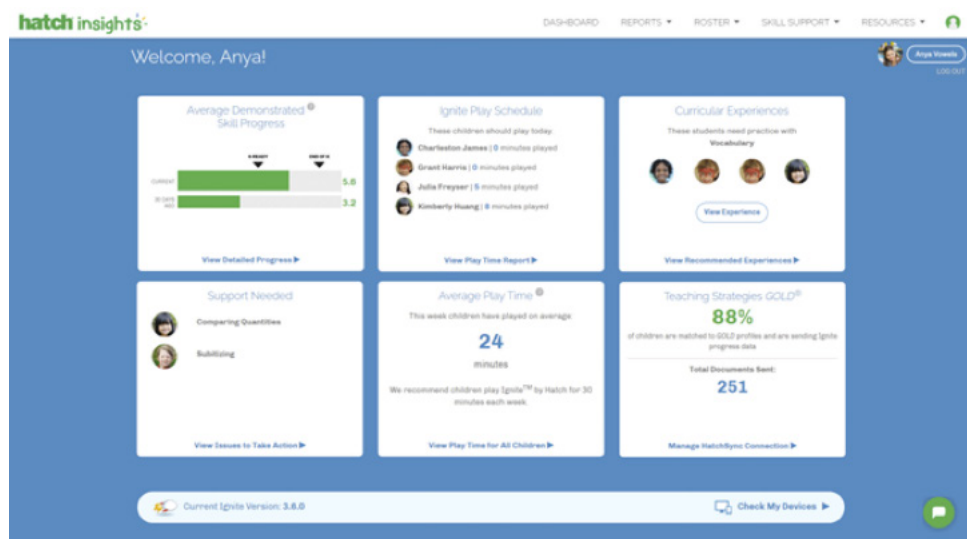 hatch insights
DASHBOARD
REPORTS
ROSTER
SKILL SUPPORT
RESOURCES
Welcome, Anya!
Anya Vowels
LOG OUT
Average Demonstrated
Skill Progress
K-READY
END OF K
CURRENT
5.6
30 DAYS
AGO
3.2
View Detailed Progress
Ignite Play Schedule
These children should play today.
Charleston James | 0 minutes played
Grant Harris | 0 minutes played
Julia Freyser | 5 minutes played
Kimberly Huang | 8 minutes played
View Play Time Report
Curricular Experiences
These students need practice with
Vocabulary
View Experience
View Recommended Experiences
Support Needed
Comparing Quantities
Subitizing
View Issues to Take Action
Average Play Time
This week children have played on average
24
minutes
We recommend children play Ignite™ by Hatch for 30
minutes each week.
View Play Time for All Children
Teaching Strategies GOLD®
88%
of children are matched to GOLD profiles and are sending Ignite
progress data
Total Documents Sent:
251
Manage HatchSync Connection
Current Ignite Version: 3.8.0
Check My Devices